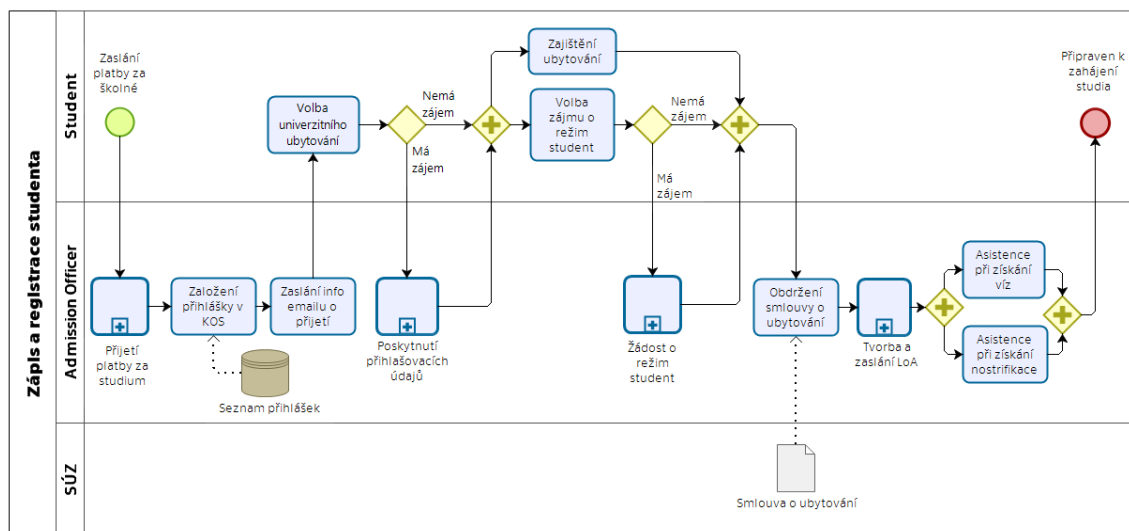 Zápis a registrace studenta
Student
Zaslání
platby za
školné
Volba
univerzitního
ubytování
Nemá
zájem
Má
zájem
Zajištění
ubytování
Volba
zájmu o
režim
student
Nemá
zájem
Má
zájem
Připraven k
zahájení
studia
Admission Officer
Přijetí
platby za
studium
Založení
přihlášky v
KOS
Zaslání info
emailu o
přijetí
Seznam přihlášek
Poskytnutí
přihlašovacích
údajů
Žádost o
režim
student
Obdržení
smlouvy o
ubytování
Tvorba a
zaslání LoA
Asistence
při získání
víz
Asistence
při získání
nostrifikace
SÚZ
Smlouva o ubytování